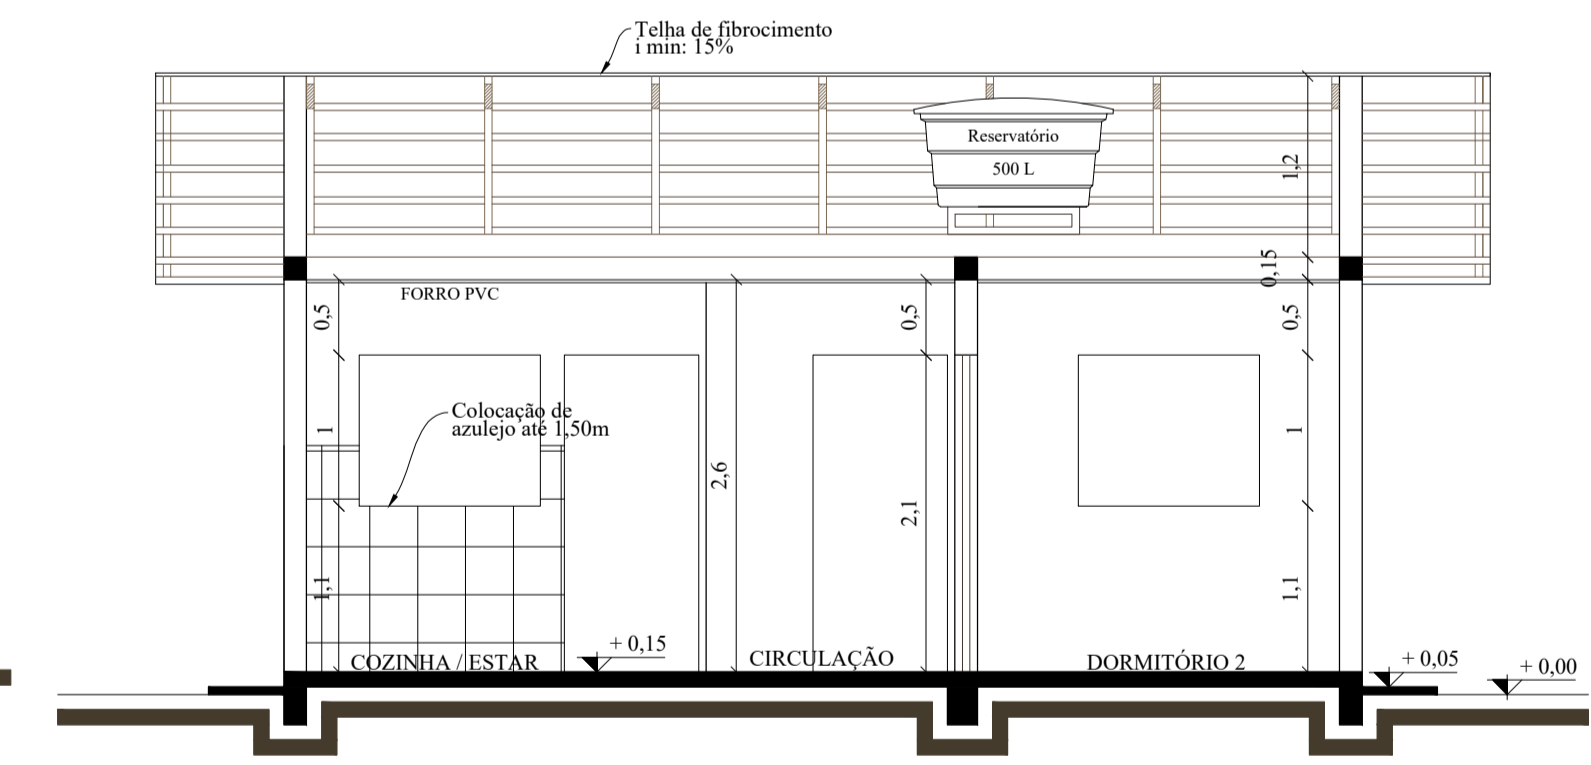 Telha de fibrocimento
i min: 15%
Reservatório
500 L
1,2
0,15
FORRO PVC
0,5
0,5
0,5
Colocação de
azulejo até 1,50m
1
1
2,6
2,1
1,1
1,1
+ 0,15
COZINHA / ESTAR
CIRCULAÇÃO
DORMITÓRIO 2
+ 0,05
+ 0,00